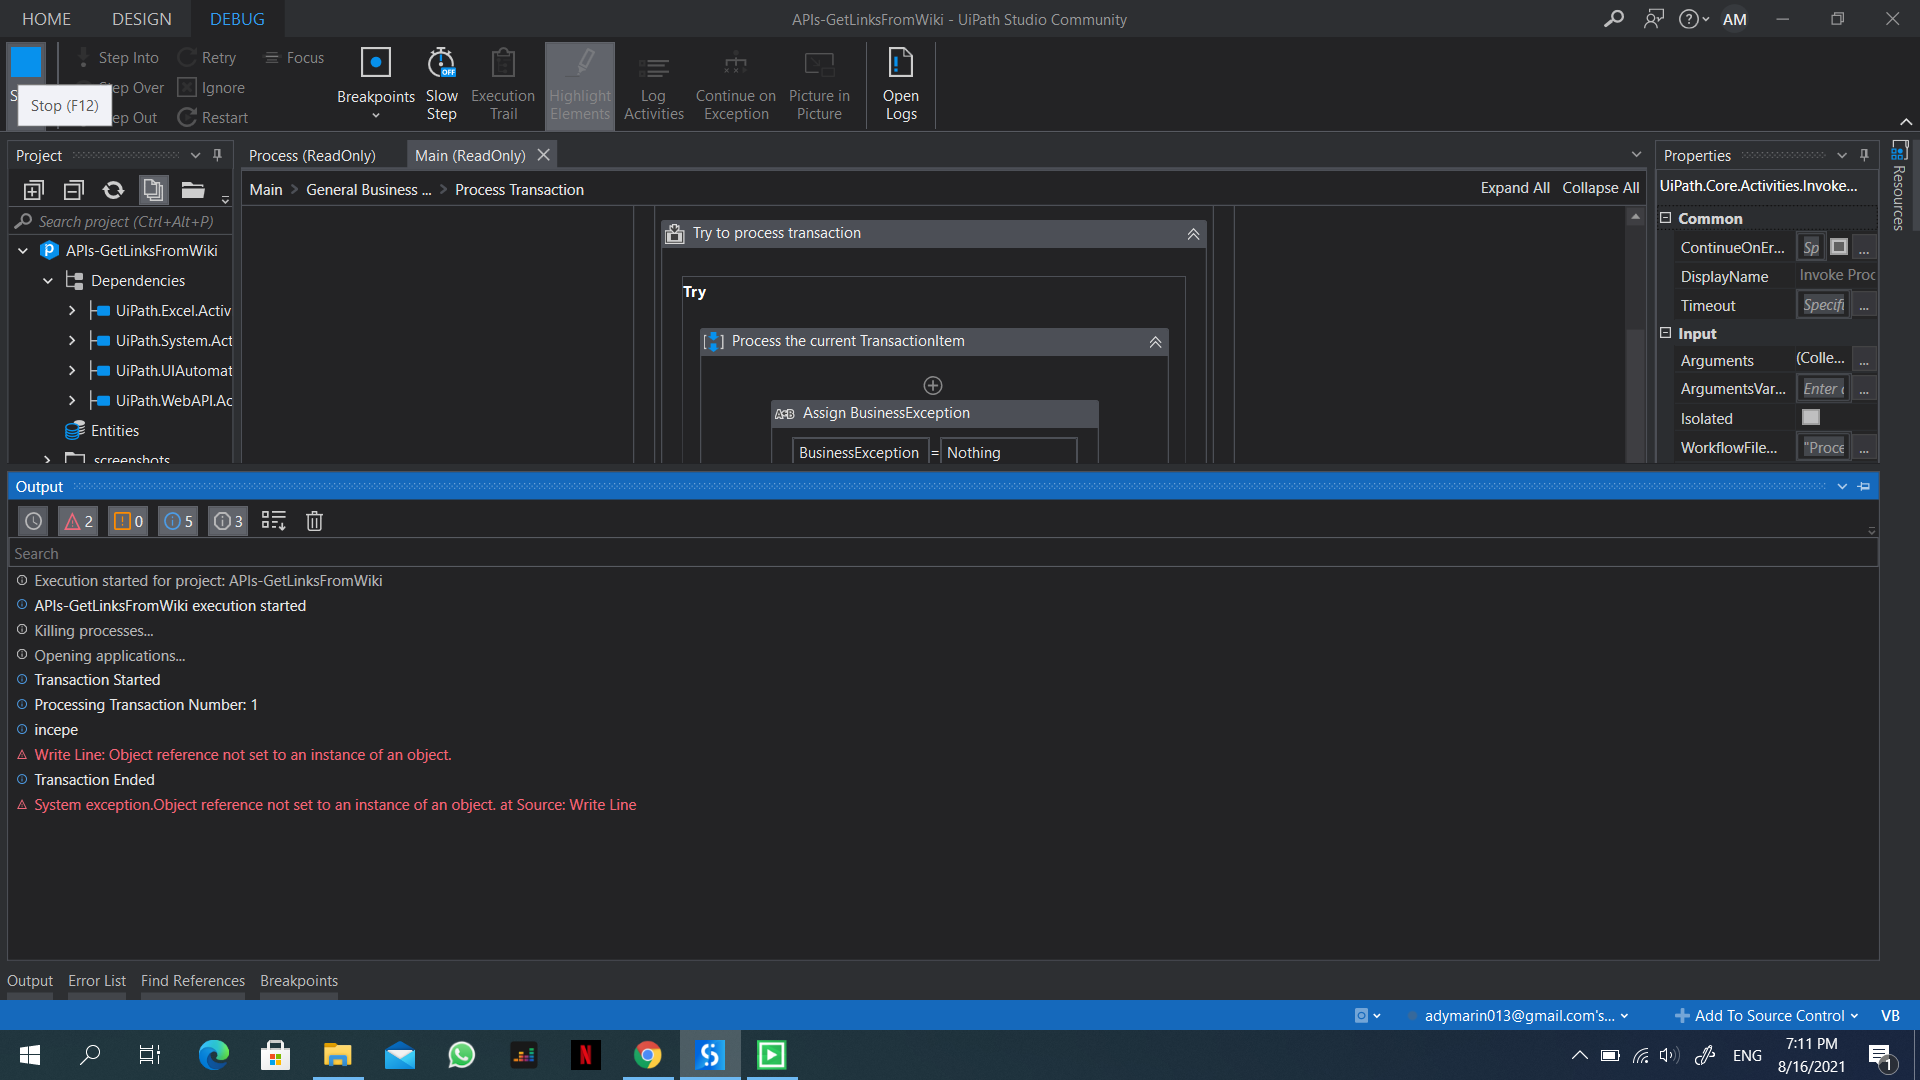 HOME DESIGN DEBUG
APIs-GetLinksFromWiki - UiPath Studio Community
AM
Step Into Retry Focus
Step Over Ignore
ep Out Restart
Stop (F12)
Breakpoints
Slow Step
OFF
Execution Trail
Highlight Elements
Log Activities
Continue on Exception
Picture in Picture
Open Logs
Project
Process (ReadOnly) Main (ReadOnly)
Main > General Business ... > Process Transaction
Expand All Collapse All
Search project (Ctrl+Alt+P)
APIs-GetLinksFromWiki
Dependencies
UiPath.Excel.Activ
UiPath.System.Act
UiPath.UIAutomat
UiPath.WebAPI.Ac
Entities
screenshots
Try to process transaction
Try
Process the current TransactionItem
A=B Assign BusinessException
BusinessException = Nothing
Properties
UiPath.Core.Activities.Invoke...
Common
ContinueOnEr... Sp ...
DisplayName Invoke Proc
Timeout Specifi ...
Input
Arguments (Colle... ...
ArgumentsVar... Enter ...
Isolated
WorkflowFile... "Proce ...
Resources
Output
2 0 5 3
Search
Execution started for project: APIs-GetLinksFromWiki
APIs-GetLinksFromWiki execution started
Killing processes...
Opening applications...
Transaction Started
Processing Transaction Number: 1
incepe
Write Line: Object reference not set to an instance of an object.
Transaction Ended
System exception.Object reference not set to an instance of an object. at Source: Write Line
Output Error List Find References Breakpoints
adymarin013@gmail.com's... Add To Source Control VB
ENG
7:11 PM
8/16/2021
1